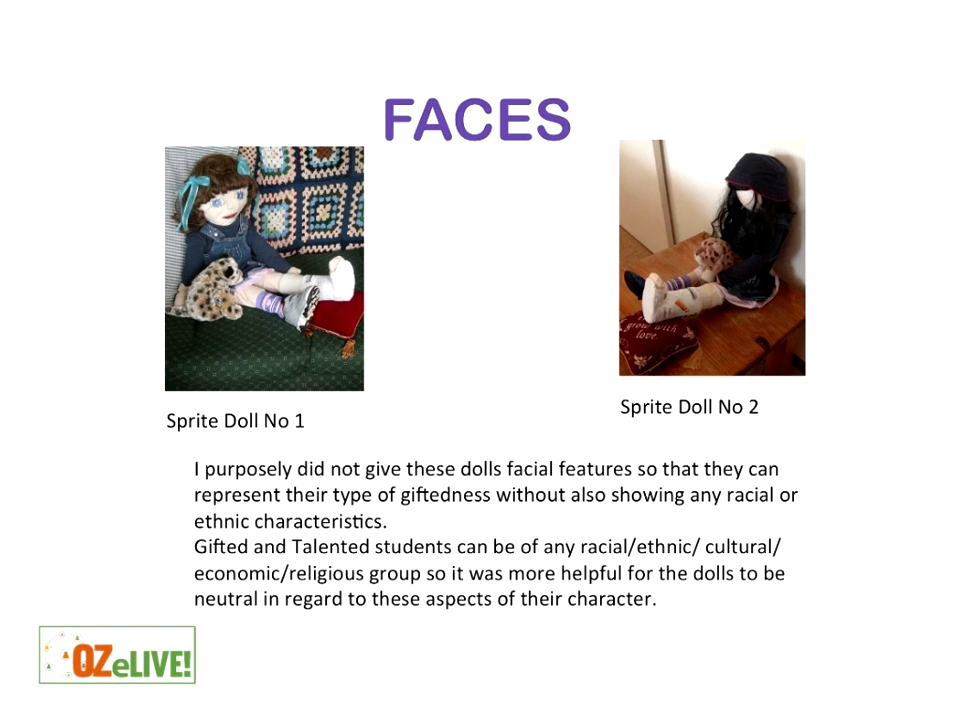 FACES
grow with
love.
Sprite Doll No 1
Sprite Doll No 2
I purposely did not give these dolls facial features so that they can
represent their type of giftedness without also showing any racial or
ethnic characteristics.
Gifted and Talented students can be of any racial/ethnic/ cultural/
economic/religious group so it was more helpful for the dolls to be
neutral in regard to these aspects of their character.
OZeLIVE!